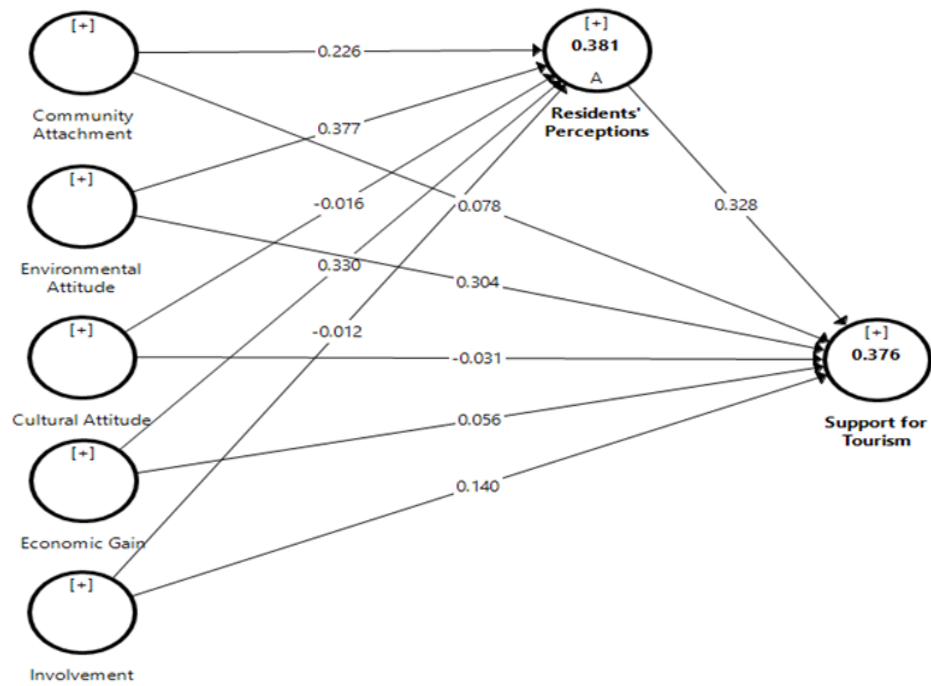 [+]
Community
Attachment
[+]
Environmental
Attitude
[+]
Cultural Attitude
[+]
Economic Gain
[+]
Involvement
0.226
0.377
-0.016
0.330
-0.012
0.078
0.304
-0.031
0.056
0.140
[+]
0.381
A
Residents'
Perceptions
0.328
[+]
0.376
Support for
Tourism